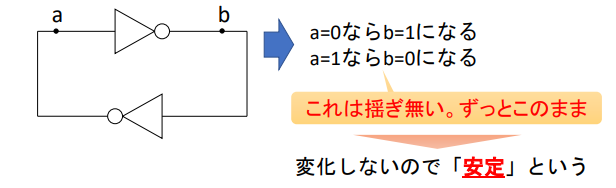 a
b
a=0ならb=1になる
a=1ならb=0になる
これは揺ぎ無い。ずっとこのまま
変化しないので「安定」という